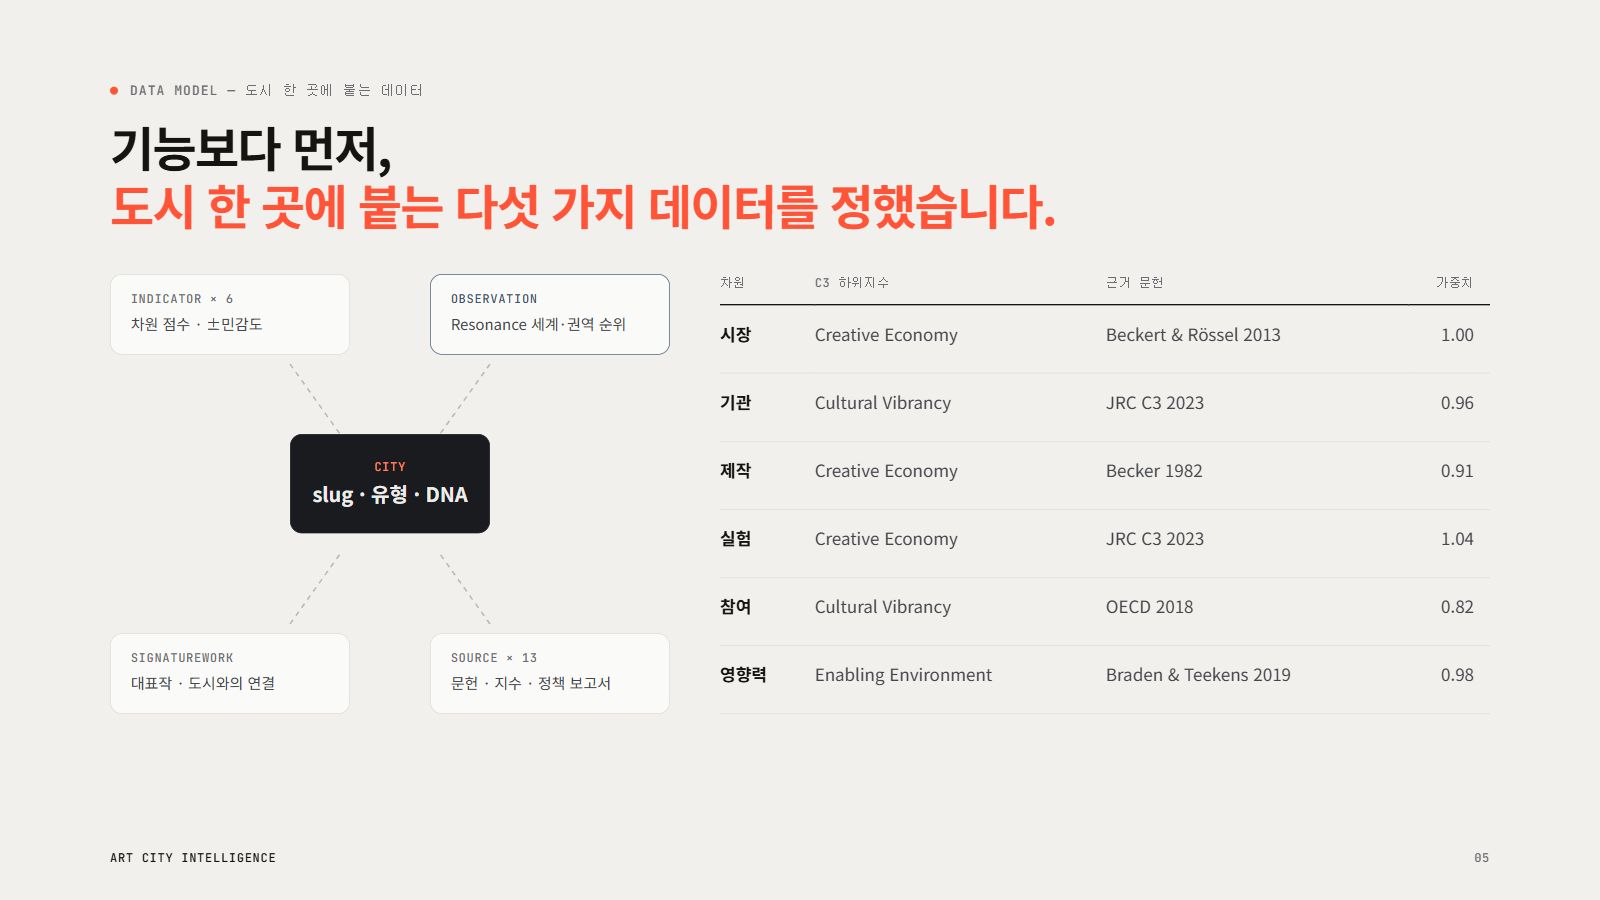 DATA MODEL — 도시 한 곳에 붙는 데이터
기능보다 먼저,
도시 한 곳에 붙는 다섯 가지 데이터를 정했습니다.
INDICATOR × 6
차원 점수 · ±민감도
OBSERVATION
Resonance 세계·권역 순위
CITY
slug · 유형 · DNA
SIGNATUREWORK
대표작 · 도시와의 연결
SOURCE × 13
문헌 · 지수 · 정책 보고서
차원 C3 하위지수 근거 문헌 가중치
시장 Creative Economy Beckert & Rössel 2013 1.00
기관 Cultural Vibrancy JRC C3 2023 0.96
제작 Creative Economy Becker 1982 0.91
실험 Creative Economy JRC C3 2023 1.04
참여 Cultural Vibrancy OECD 2018 0.82
영향력 Enabling Environment Braden & Teekens 2019 0.98
ART CITY INTELLIGENCE
05